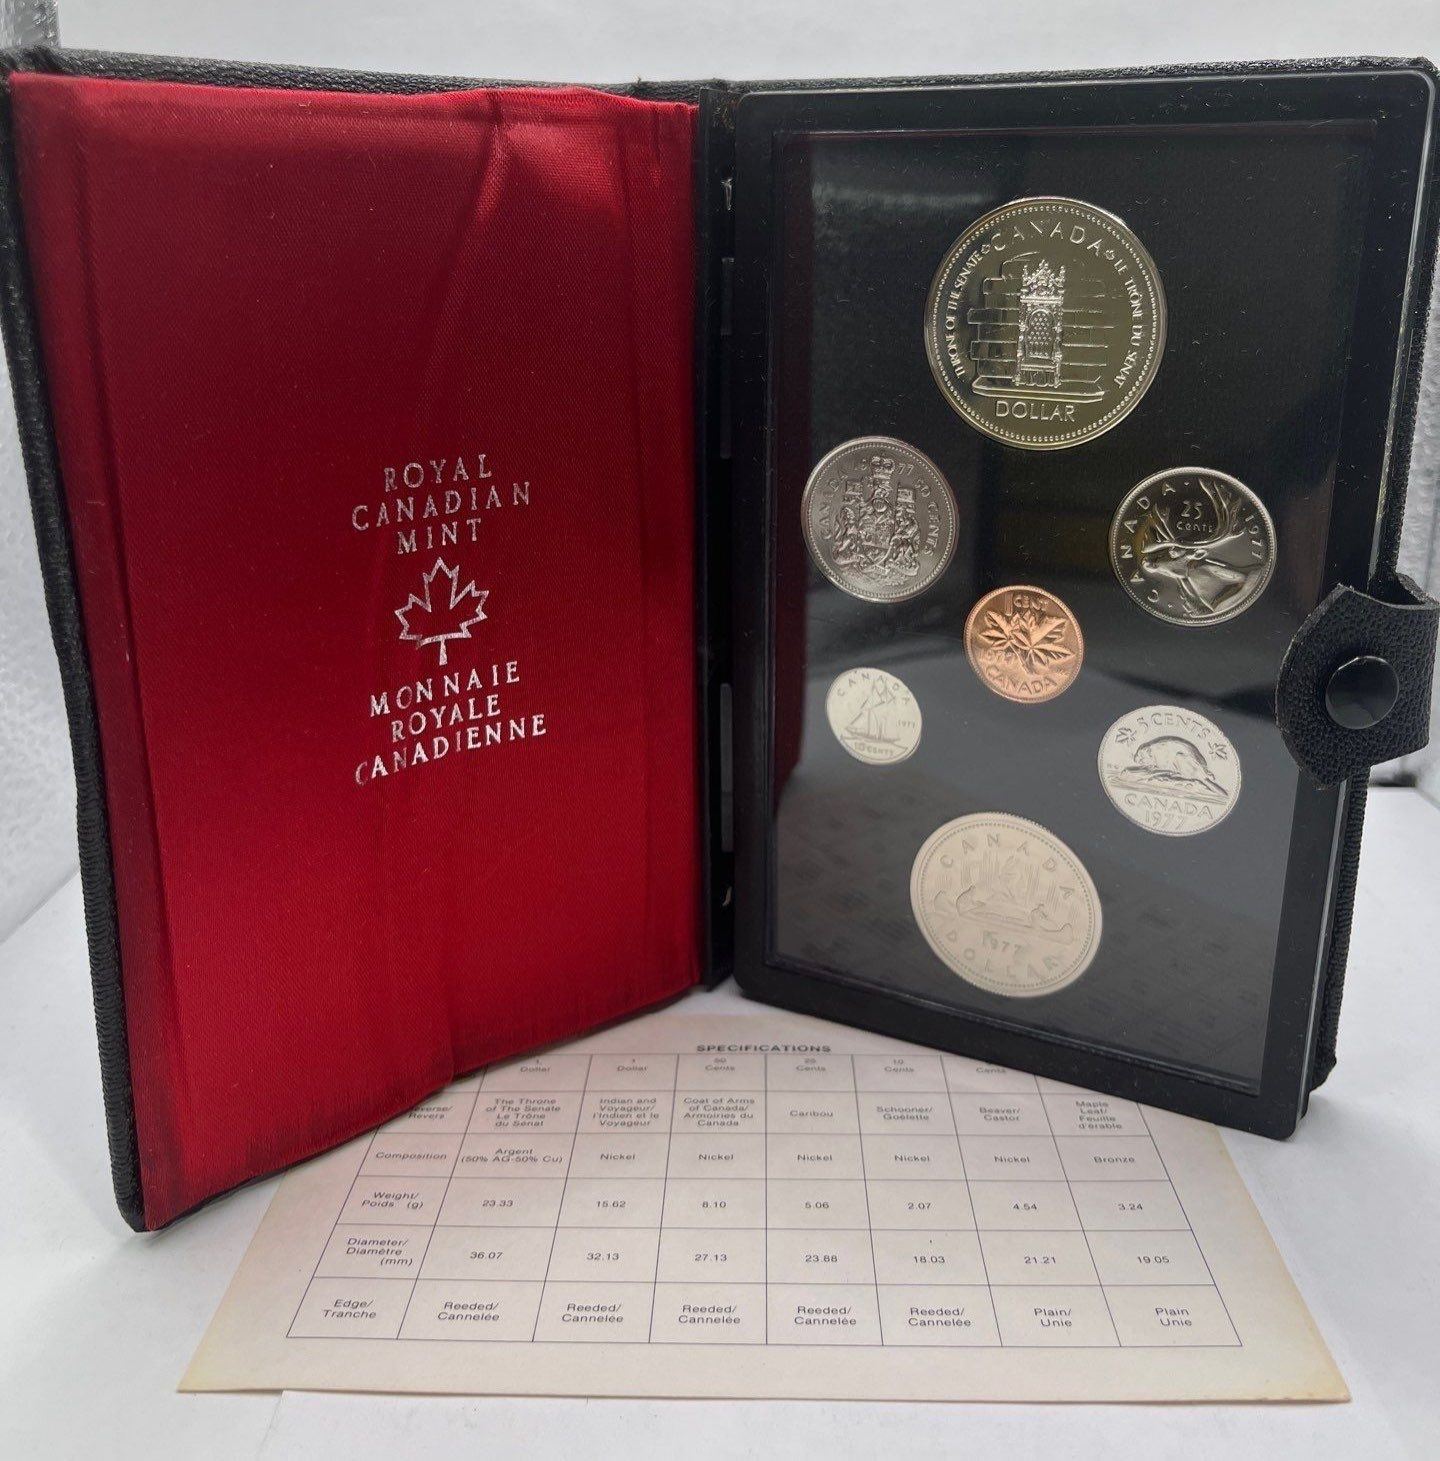 ROYAL
CANADIAN
MINT
MONNAIE
ROYALE
CANADIENNE
THRONE OF THE SENATE CANADA LE TRÔNE DU SENAT
DOLLAR
CANADA 1977 50 CENTS
CANADA 1977
25
cents
1 CENT
1977
CANADA
CANADA
1977
10 CENTS
5 CENTS
CANADA
1977
CANADA
1977
DOLLAR
SPECIFICATIONS
1 Dollar 1 Dollar 50 Cents 25 Cents 10 Cents Cents
Revers
The Throne of The Senate Le Trône du Sénat
Indian and Voyageur/ l'Indien et le Voyageur
Coat of Arms of Canada/ Armoiries du Canada
Caribou
Schooner/ Goélette
Beaver/ Castor
Maple Leaf/ Feuille d'érable
Composition Argent (50% AG-50% Cu) Nickel Nickel Nickel Nickel Nickel Bronze
Weight/ Poids (g) 23.33 15.62 8.10 5.06 2.07 4.54 3.24
Diameter/ Diamètre (mm) 36.07 32.13 27.13 23.88 18.03 21.21 19.05
Edge/ Tranche Reeded/ Cannelée Reeded/ Cannelée Reeded/ Cannelée Reeded/ Cannelée Reeded/ Cannelée Plain/ Unie Plain Unie